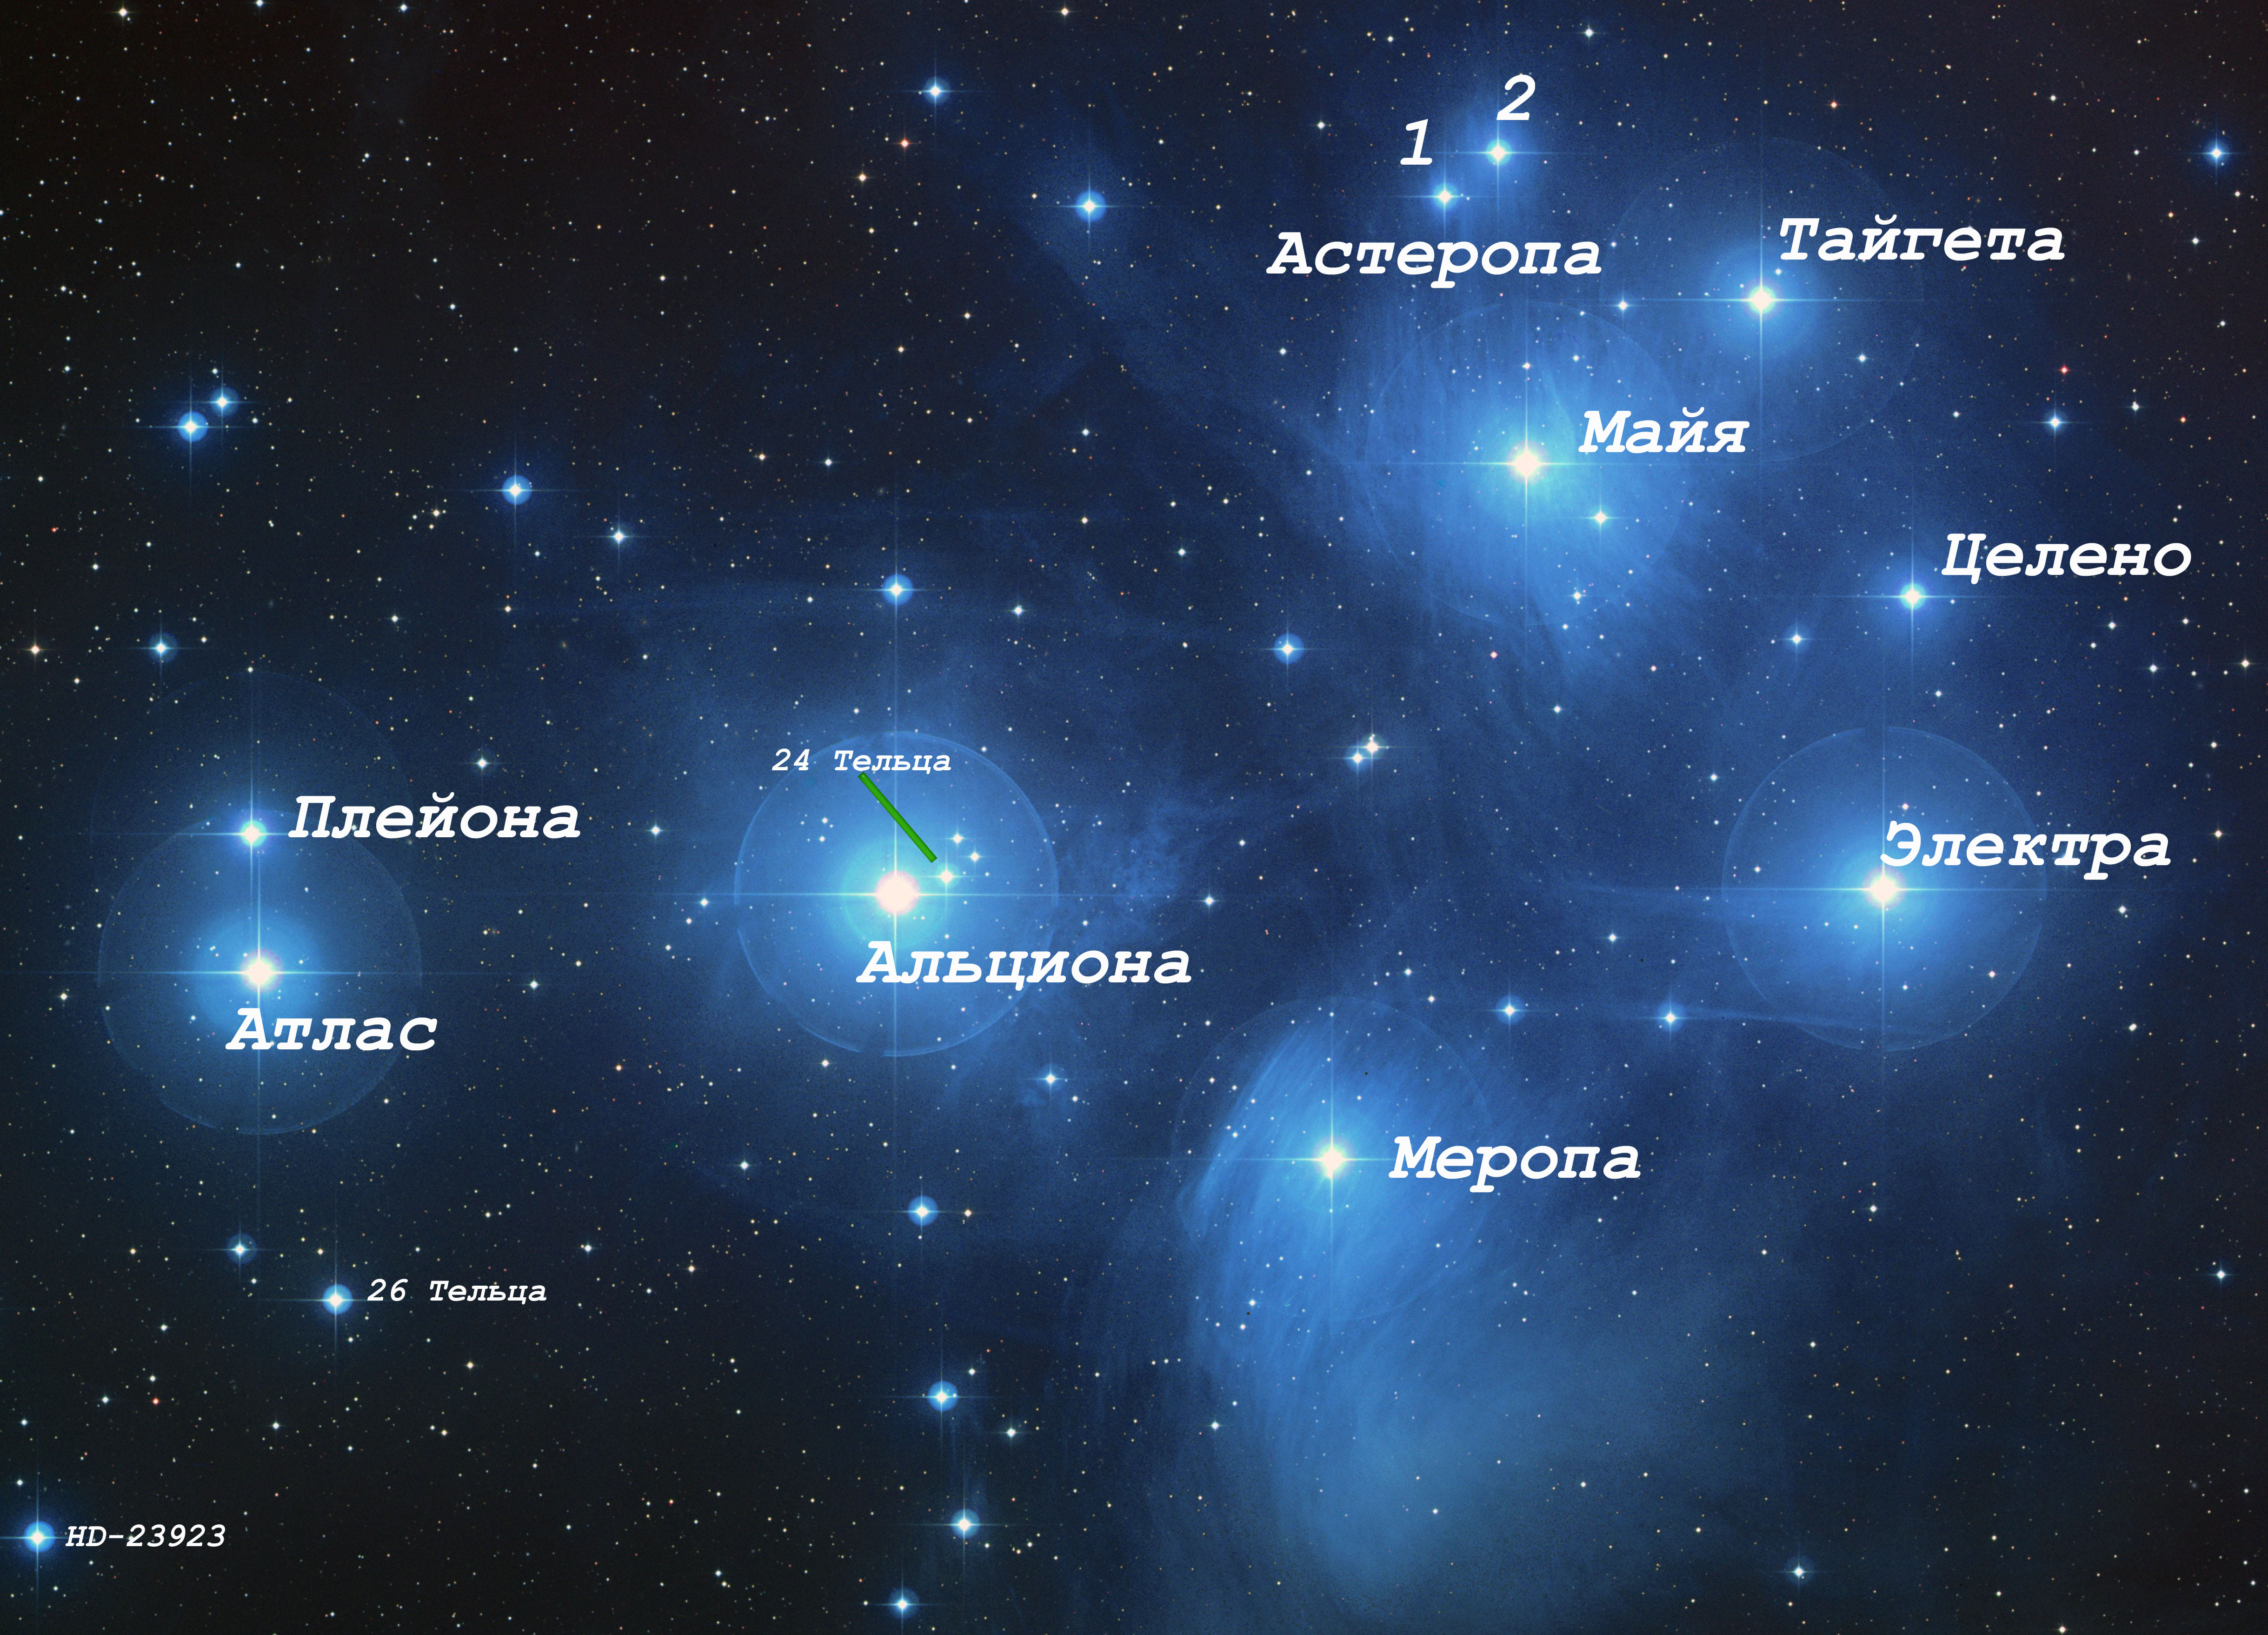 2
1
Астеропа
Тайгета
Майя
Целено
24 Тельца
Плейона
Электра
Альциона
Атлас
Меропа
26 Тельца
HD-23923